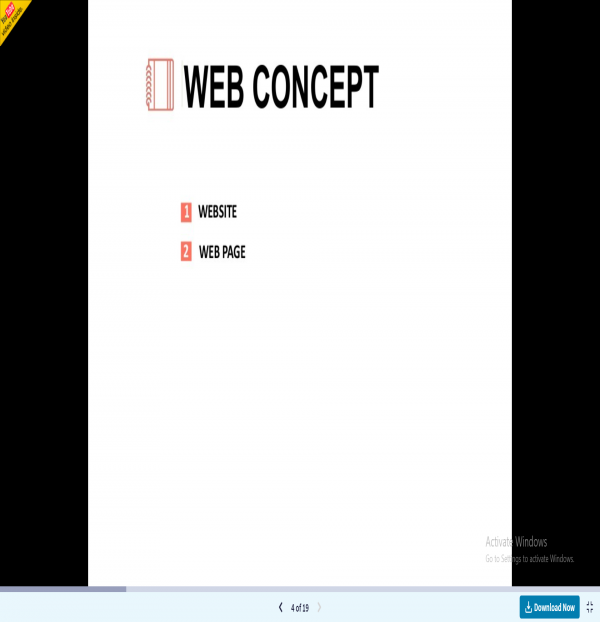 WEB CONCEPT
1 WEBSITE
2 WEB PAGE
Activate Windows
Go to Settings to activate Windows.
4 of 19
Download Now